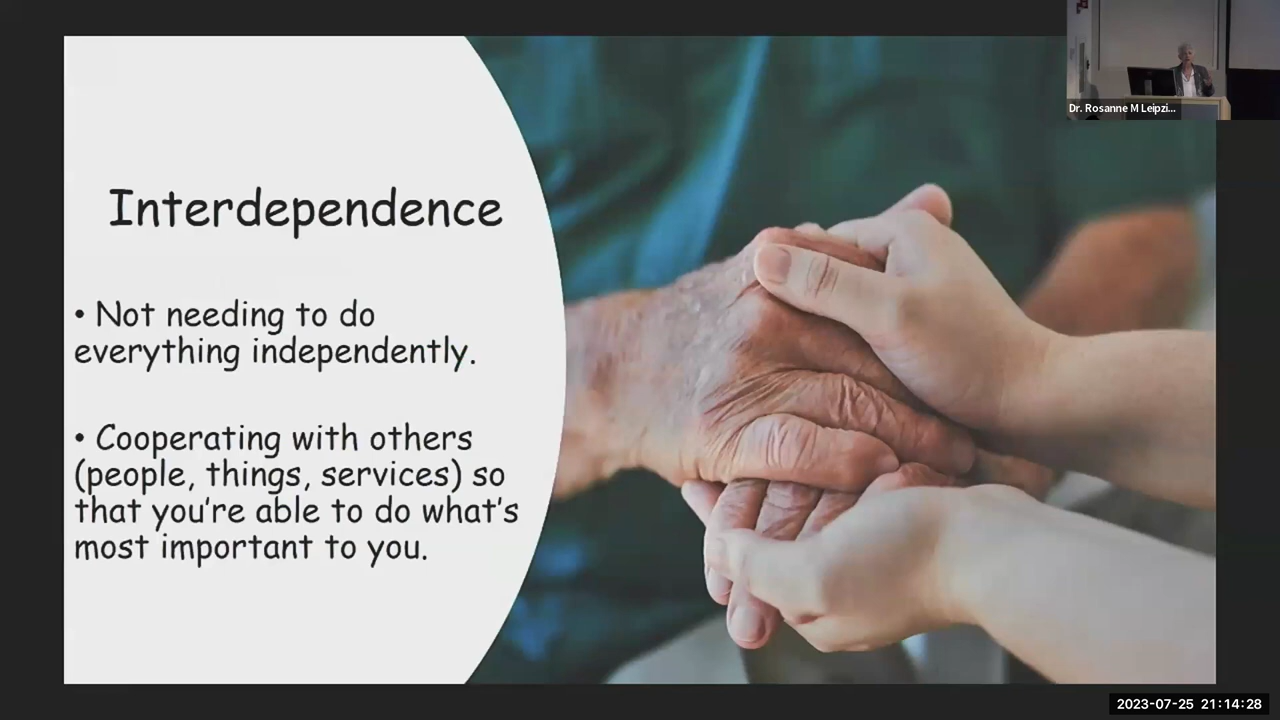 Dr. Rosanne M Leipzi...
Interdependence
• Not needing to do
everything independently.
• Cooperating with others
(people, things, services) so
that you're able to do what's
most important to you.
2023-07-25 21:14:28